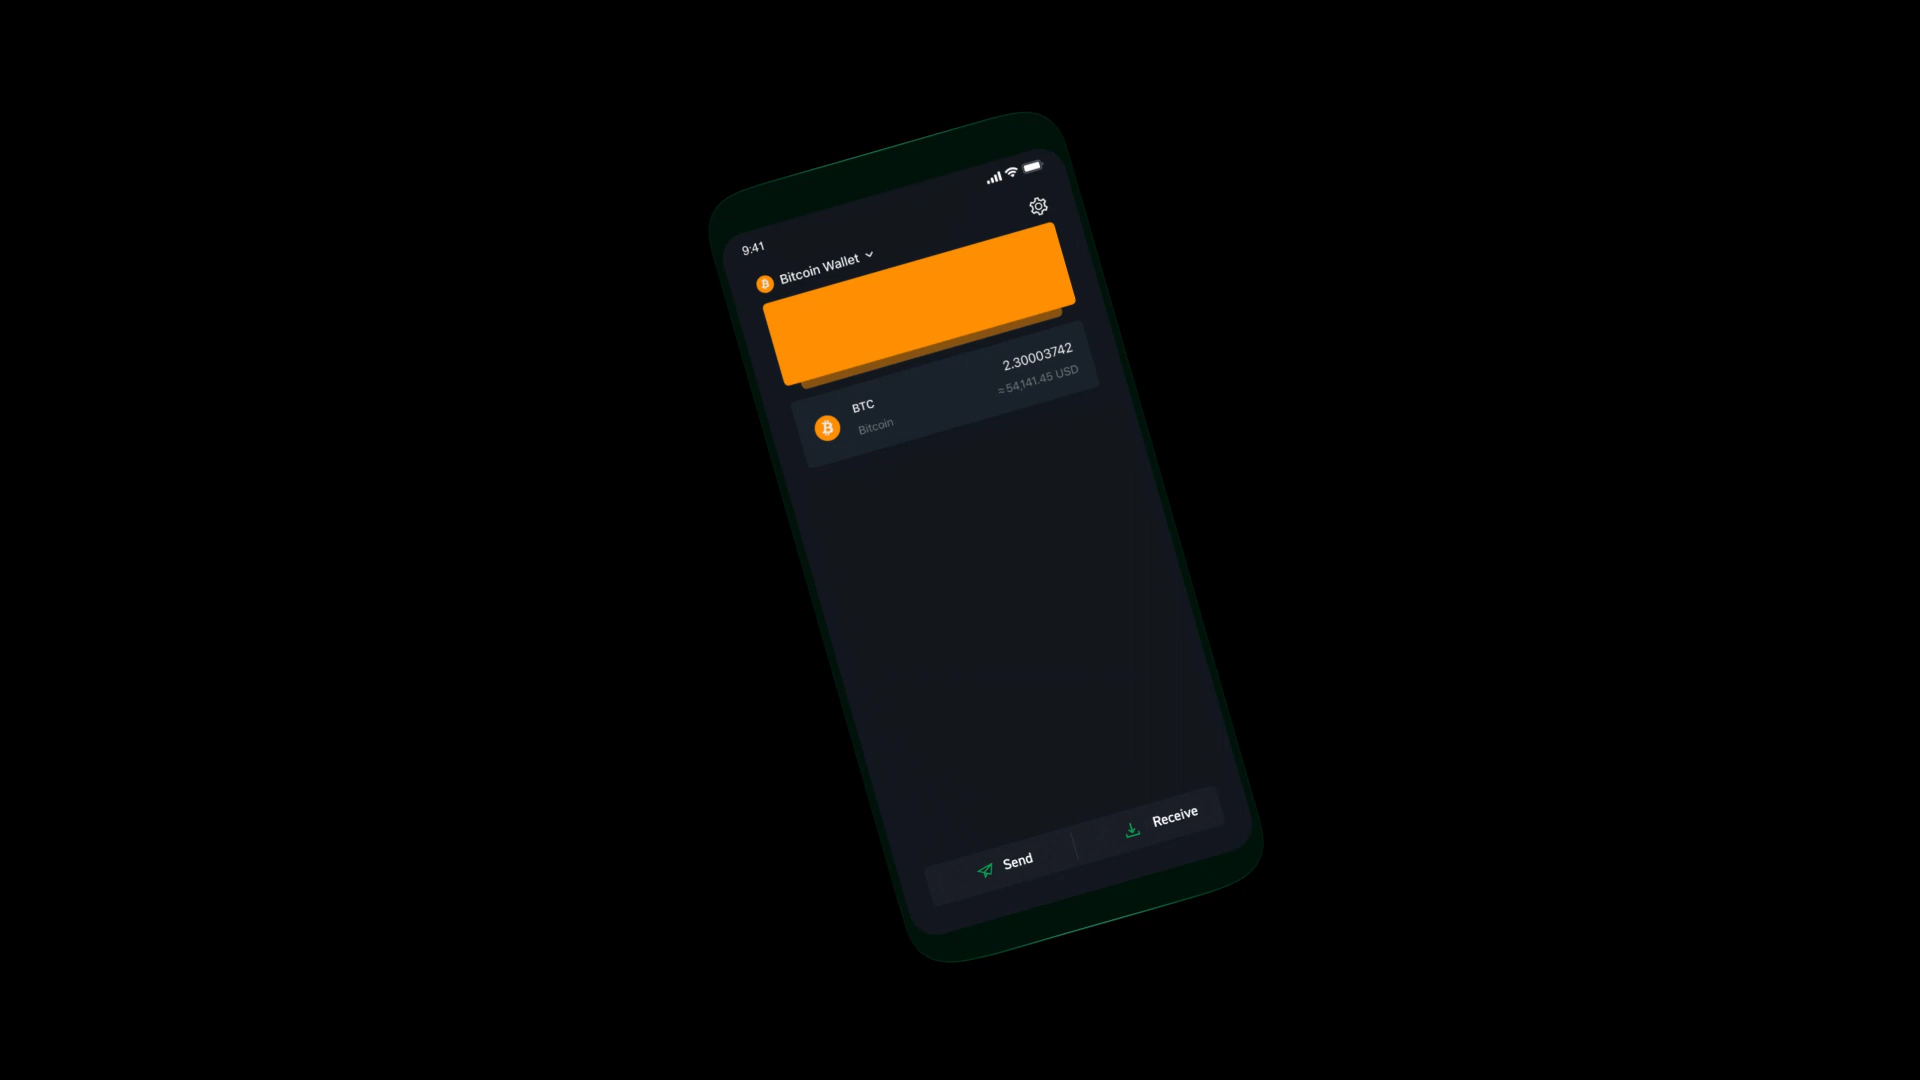 9:41
Bitcoin Wallet
BTC
2.30003742
Bitcoin
≈54,141.45 USD
Send
Receive